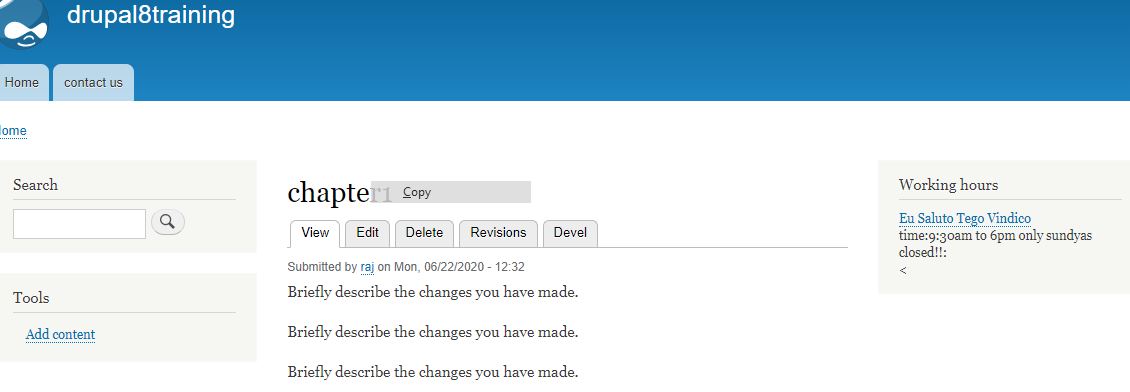 drupal8training
Home
contact us
ome
Search
Tools
Add content
chapter1
Copy
View
Edit
Delete
Revisions
Devel
Submitted by raj on Mon, 06/22/2020 - 12:32
Briefly describe the changes you have made.
Briefly describe the changes you have made.
Briefly describe the changes you have made.
Working hours
Eu Saluto Tego Vindico
time:9:30am to 6pm only sundyas
closed!!:
<